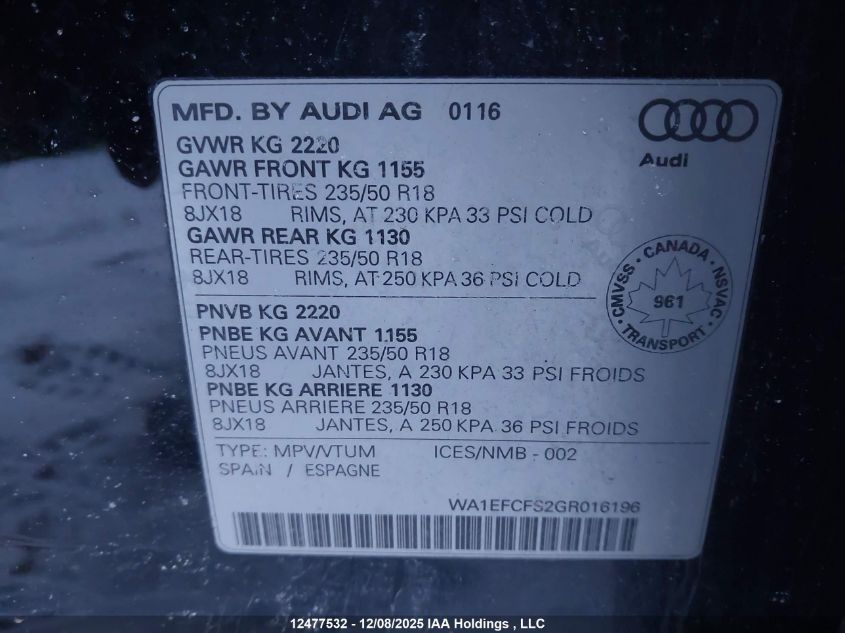 MFD. BY AUDI AG 0116
Audi
GVWR KG 2220
GAWR FRONT KG 1155
FRONT-TIRES 235/50 R18
8JX18 RIMS, AT 230 KPA 33 PSI COLD
GAWR REAR KG 1130
REAR-TIRES 235/50 R18
8JX18 RIMS, AT 250 KPA 36 PSI COLD
CMVSS · CANADA · NSVAC · TRANSPORT ·
961
PNVB KG 2220
PNBE KG AVANT 1155
PNEUS AVANT 235/50 R18
8JX18 JANTES, A 230 KPA 33 PSI FROIDS
PNBE KG ARRIERE 1130
PNEUS ARRIERE 235/50 R18
8JX18 JANTES, A 250 KPA 36 PSI FROIDS
TYPE: MPV/VTUM ICES/NMB - 002
SPAIN / ESPAGNE
WA1EFCFS2GR016196
12477532 - 12/08/2025 IAA Holdings , LLC